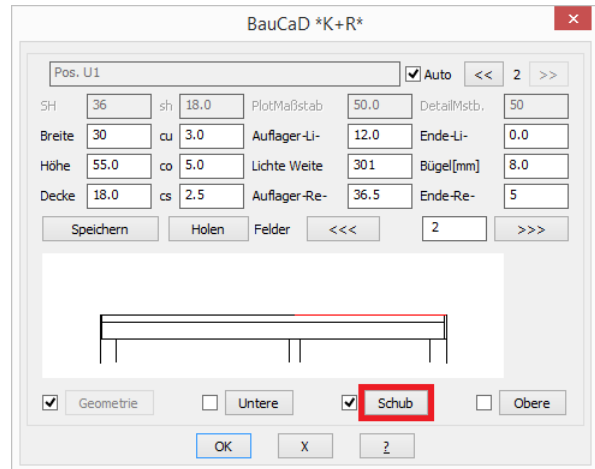 BauCaD *K+R*
Pos. U1 Auto << 2 >>
SH 36 sh 18.0 PlotMaßstab 50.0 DetailMstb. 50
Breite 30 cu 3.0 Auflager-Li- 12.0 Ende-Li- 0.0
Höhe 55.0 co 5.0 Lichte Weite 301 Bügel[mm] 8.0
Decke 18.0 cs 2.5 Auflager-Re- 36.5 Ende-Re- 5
Speichern Holen Felder <<< 2 >>>
Geometrie Untere Schub Obere
OK X ?